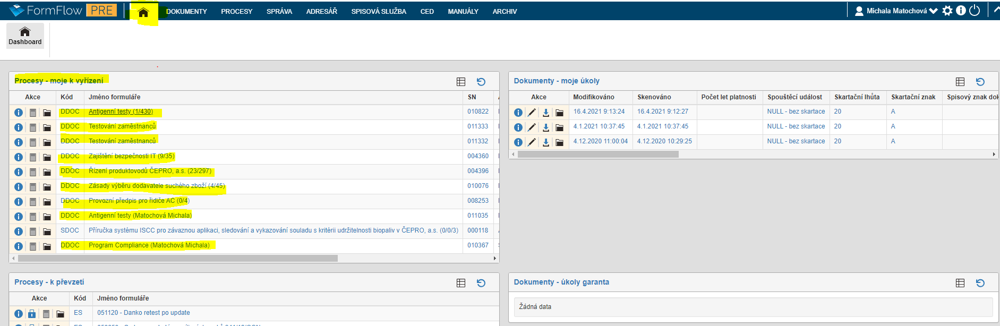 FormFlow PRE DOKUMENTY PROCESY SPRÁVA ADRESÁŘ SPISOVÁ SLUŽBA CED MANUÁLY ARCHIV Michala Matochová
Dashboard
Procesy - moje k vyřízení
Akce Kód Jméno formuláře SN
DDOC Antigenní testy (1/430) 010822
DDOC Testování zaměstnanců 011333
DDOC Testování zaměstnanců 011332
DDOC Zajištění bezpečnosti IT (9/35) 004360
DDOC Řízení produktovodů ČEPRO, a.s. (23/297) 004396
DDOC Zásady výběru dodavatele suchého zboží (4/45) 010076
DDOC Provozní předpis pro řidiče AC (0/4) 008253
DDOC Antigenní testy (Matochová Michala) 011035
SDOC Příručka systému ISCC pro závaznou aplikaci, sledování a vykazování souladu s kritérii udržitelnosti biopaliv v ČEPRO, a.s. (0/0/3) 000118
DDOC Program Compliance (Matochová Michala) 010367
Dokumenty - moje úkoly
Akce Modifikováno Skenováno Počet let platnosti Spouštěcí událost Skartační lhůta Skartační znak Spisový znak dok
16.4.2021 9:13:24 16.4.2021 9:12:27 NULL - bez skartace 20 A
4.1.2021 10:37:45 4.1.2021 10:37:45 NULL - bez skartace 20 A
4.12.2020 11:00:04 4.12.2020 10:29:25 NULL - bez skartace 20 A
Procesy - k převzetí
Akce Kód Jméno formuláře
ES 051120 - Danko retest po update
Dokumenty - úkoly garanta
Žádná data